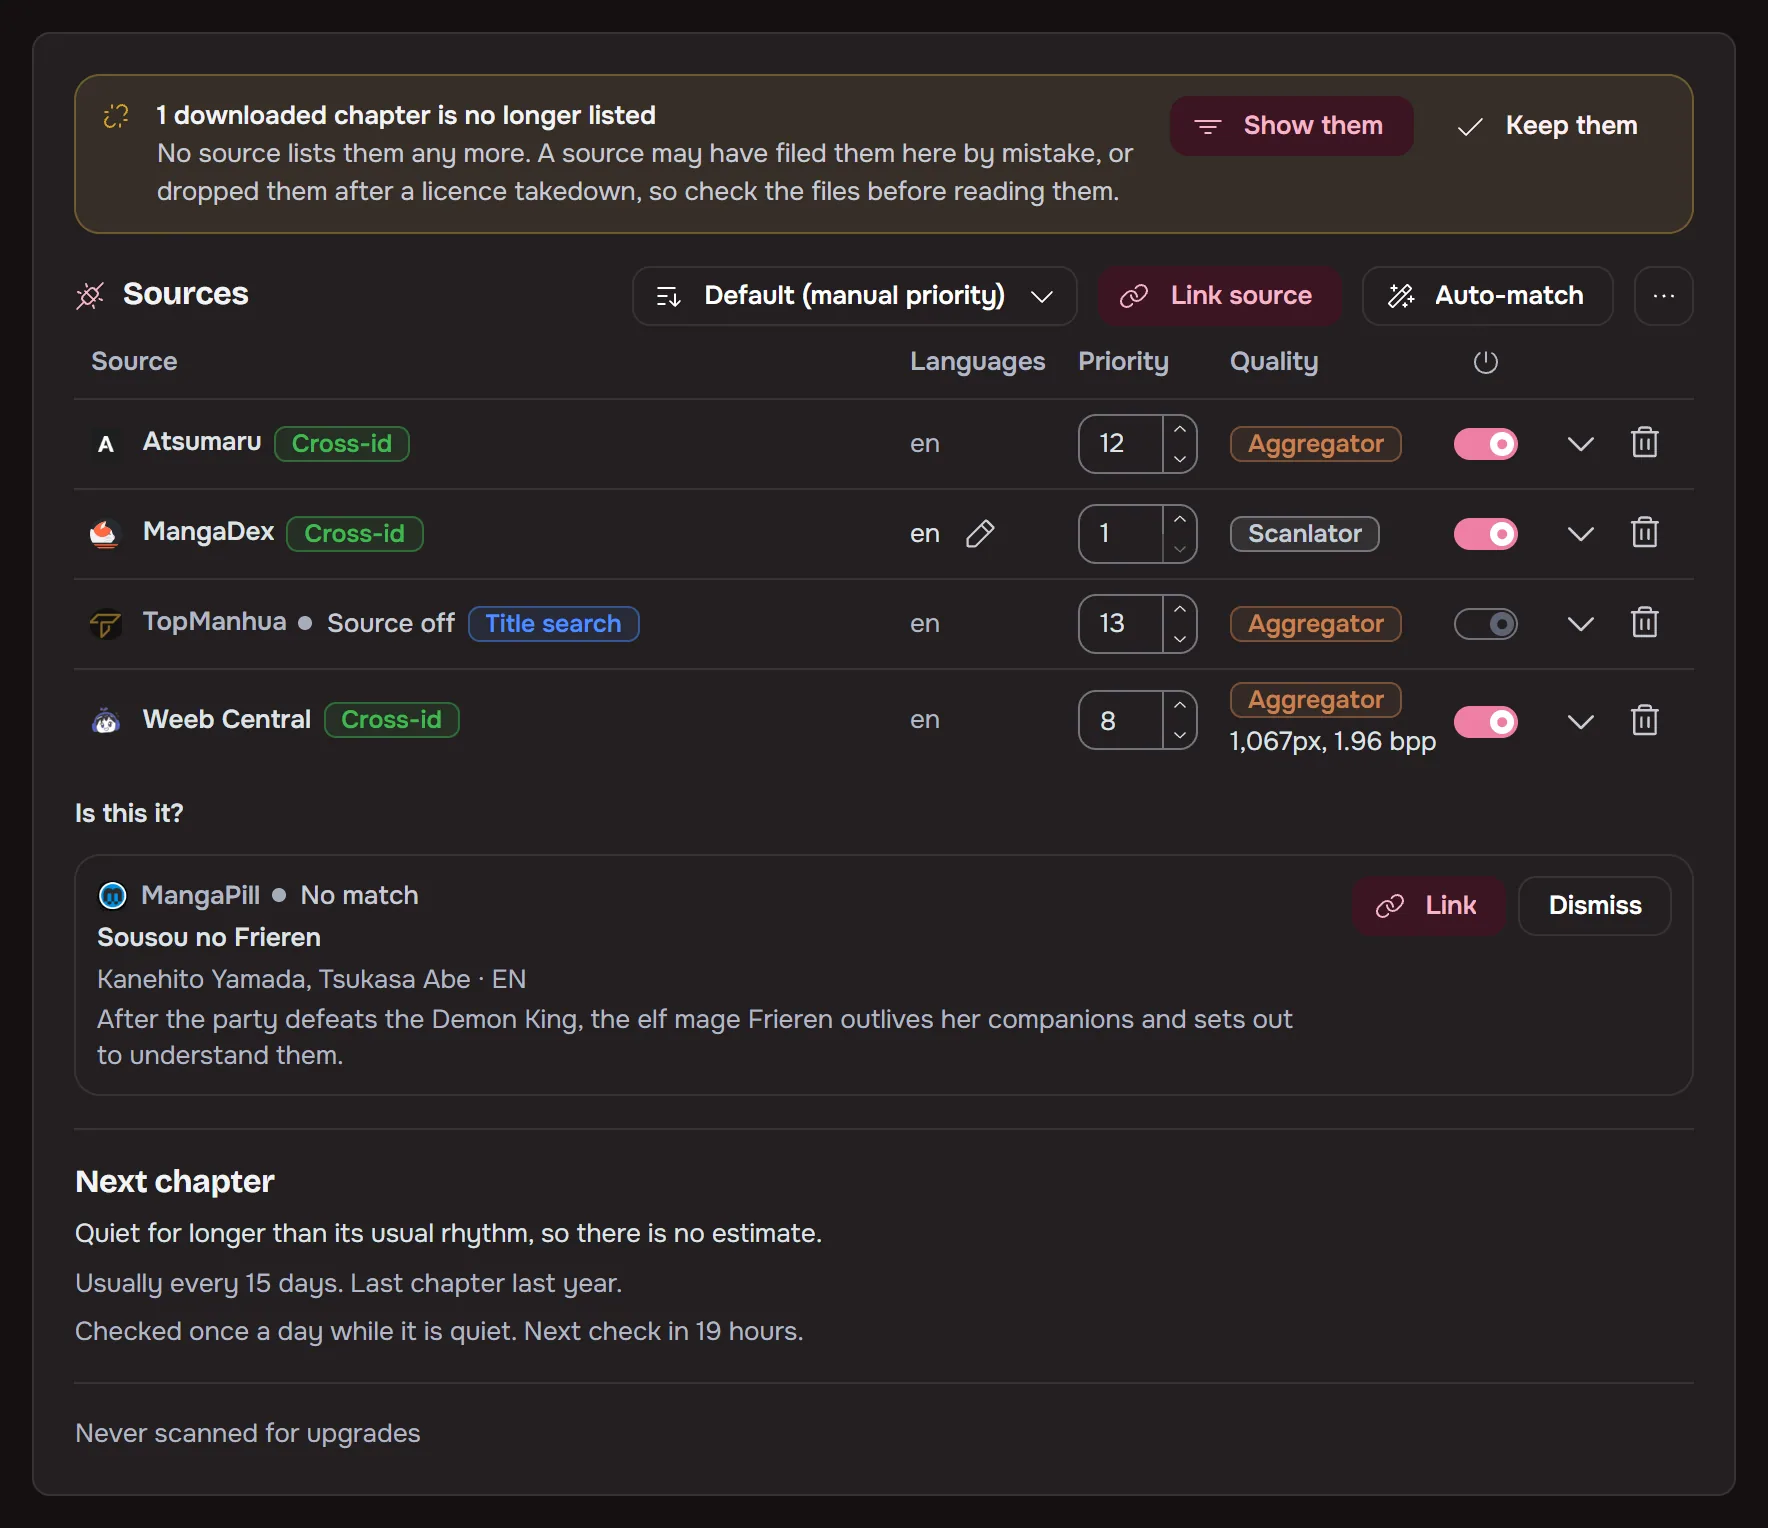 1 downloaded chapter is no longer listed
No source lists them any more. A source may have filed them here by mistake, or
dropped them after a licence takedown, so check the files before reading them.
Show them
Keep them
Sources
Default (manual priority)
Link source
Auto-match
Source Languages Priority Quality
A Atsumaru Cross-id en 12 Aggregator
MangaDex Cross-id en 1 Scanlator
TopManhua Source off Title search en 13 Aggregator
Weeb Central Cross-id en 8 Aggregator
1,067px, 1.96 bpp
Is this it?
MangaPill No match
Link
Dismiss
Sousou no Frieren
Kanehito Yamada, Tsukasa Abe · EN
After the party defeats the Demon King, the elf mage Frieren outlives her companions and sets out
to understand them.
Next chapter
Quiet for longer than its usual rhythm, so there is no estimate.
Usually every 15 days. Last chapter last year.
Checked once a day while it is quiet. Next check in 19 hours.
Never scanned for upgrades